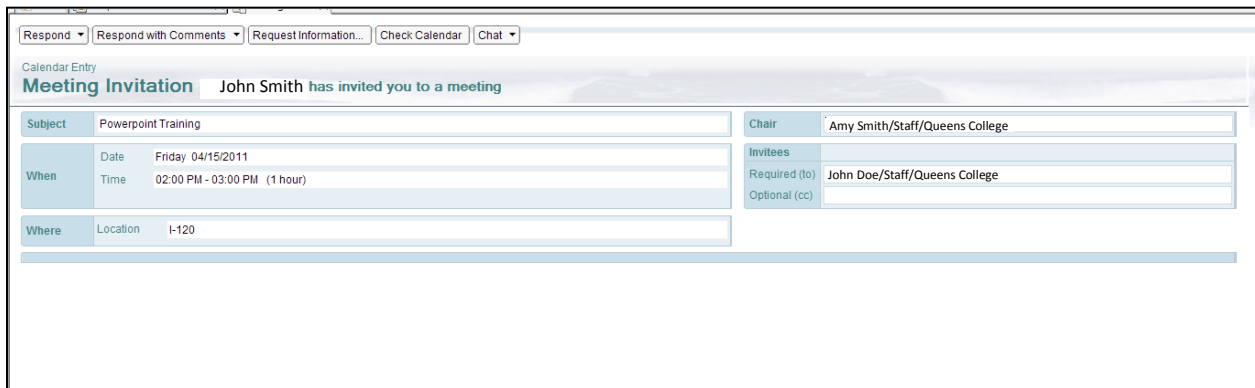 Respond Respond with Comments Request Information... Check Calendar Chat
Calendar Entry
Meeting Invitation John Smith has invited you to a meeting
Subject Powerpoint Training
When
Date Friday 04/15/2011
Time 02:00 PM - 03:00 PM (1 hour)
Where Location I-120
Chair Amy Smith/Staff/Queens College
Invitees
Required (to) John Doe/Staff/Queens College
Optional (cc)